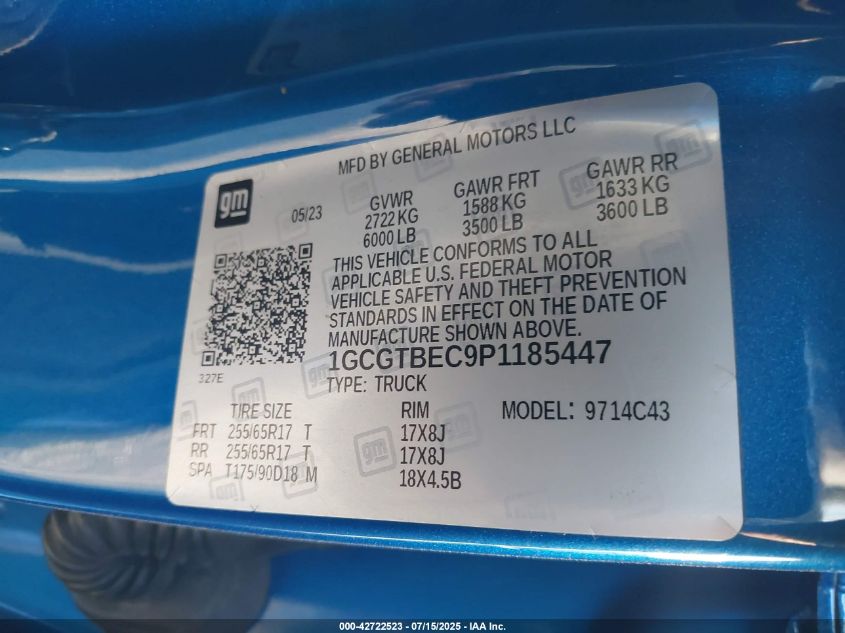 MFD BY GENERAL MOTORS LLC
gm
05/23
GVWR GAWR FRT GAWR RR
2722 KG 1588 KG 1633 KG
6000 LB 3500 LB 3600 LB
THIS VEHICLE CONFORMS TO ALL
APPLICABLE U.S. FEDERAL MOTOR
VEHICLE SAFETY AND THEFT PREVENTION
STANDARDS IN EFFECT ON THE DATE OF
MANUFACTURE SHOWN ABOVE.
1GCGTBEC9P1185447
327E
TYPE: TRUCK
TIRE SIZE RIM MODEL: 9714C43
FRT 255/65R17 T 17X8J
RR 255/65R17 T 17X8J
SPA T175/90D18 M 18X4.5B
000-42722523 - 07/15/2025 - IAA Inc.